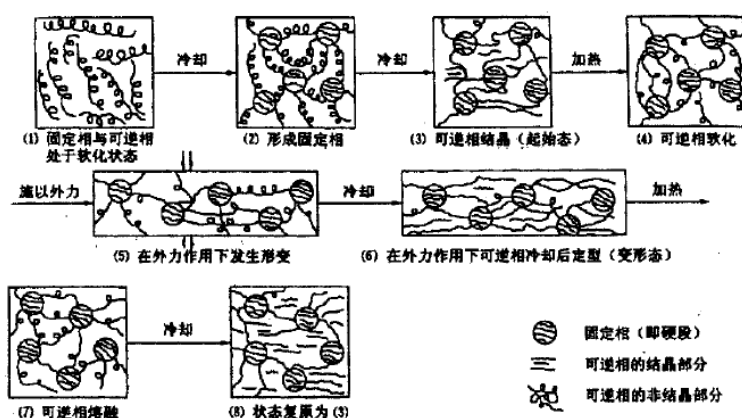 冷却
冷却
加热
(1) 固定相与可逆相
处于软化状态
(2) 形成固定相
(3) 可逆相结晶（起始态）
(4) 可逆相软化
施以外力
冷却
加热
(5) 在外力作用下发生形变
(6) 在外力作用下可逆相冷却后定型（变形态）
冷却
固定相（即硬段）
可逆相的结晶部分
可逆相的非结晶部分
(7) 可逆相熔融
(8) 状态复原为 (3)